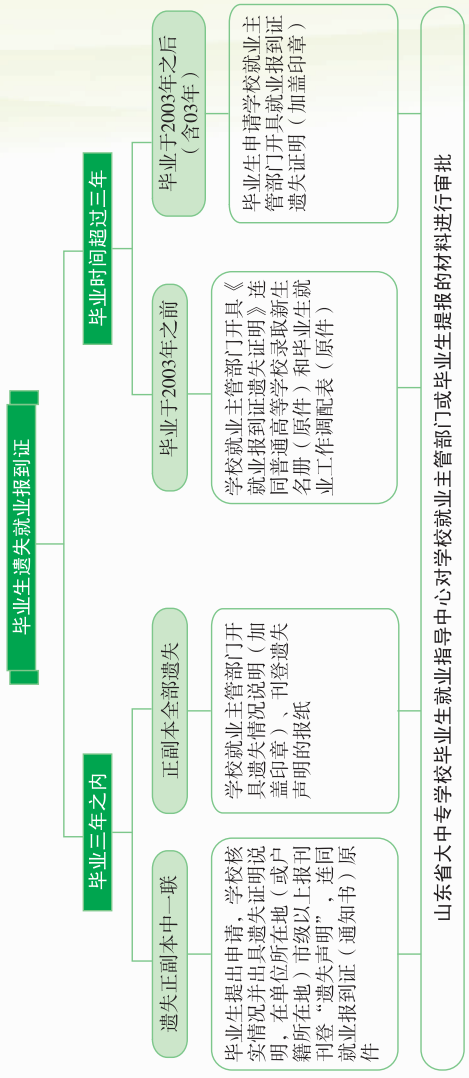 毕业生遗失就业报到证
毕业三年之内
毕业时间超过三年
遗失正副本中一联
正副本全部遗失
毕业于2003年之前
毕业于2003年之后
（含03年）
毕业生提出申请，学校核
实情况并出具遗失证明说
明，在单位所在地（或户
籍所在地）市级以上报刊
刊登“遗失声明”，连同
就业报到证（通知书）原
件
学校就业主管部门开
具遗失情况说明（加
盖印章）、刊登遗失
声明的报纸
学校就业主管部门开具《
就业报到证遗失证明》连
同普通高等学校录取新生
名册（原件）和毕业生就
业工作调配表（原件）
毕业生申请学校就业主
管部门开具就业报到证
遗失证明（加盖印章）
山东省大中专学校毕业生就业指导中心对学校就业主管部门或毕业生提报的材料进行审批